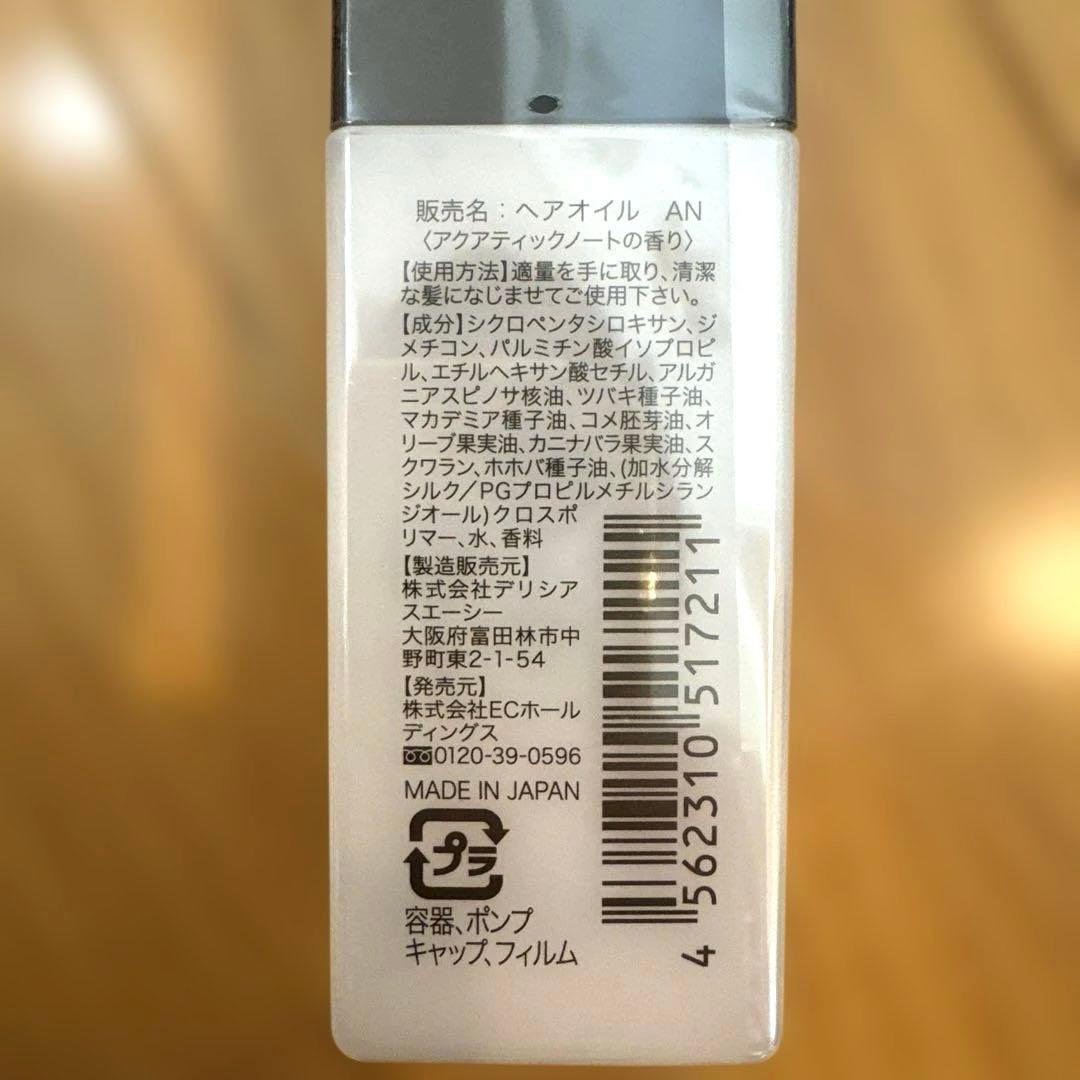 販売名：ヘアオイル　AN
〈アクアティックノートの香り〉
【使用方法】適量を手に取り、清潔
な髪になじませてご使用下さい。
【成分】シクロペンタシロキサン、ジ
メチコン、パルミチン酸イソプロピ
ル、エチルヘキサン酸セチル、アルガ
ニアスピノサ核油、ツバキ種子油、
マカデミア種子油、コメ胚芽油、オ
リーブ果実油、カニナバラ果実油、ス
クワラン、ホホバ種子油、(加水分解
シルク／PGプロピルメチルシラン
ジオール)クロスポ
リマー、水、香料
【製造販売元】
株式会社デリシア
スエーシー
大阪府富田林市中
野町東2-1-54
【発売元】
株式会社ECホール
ディングス
0120-39-0596
MADE IN JAPAN
プラ
容器、ポンプ
キャップ、フィルム
4 562310 517211